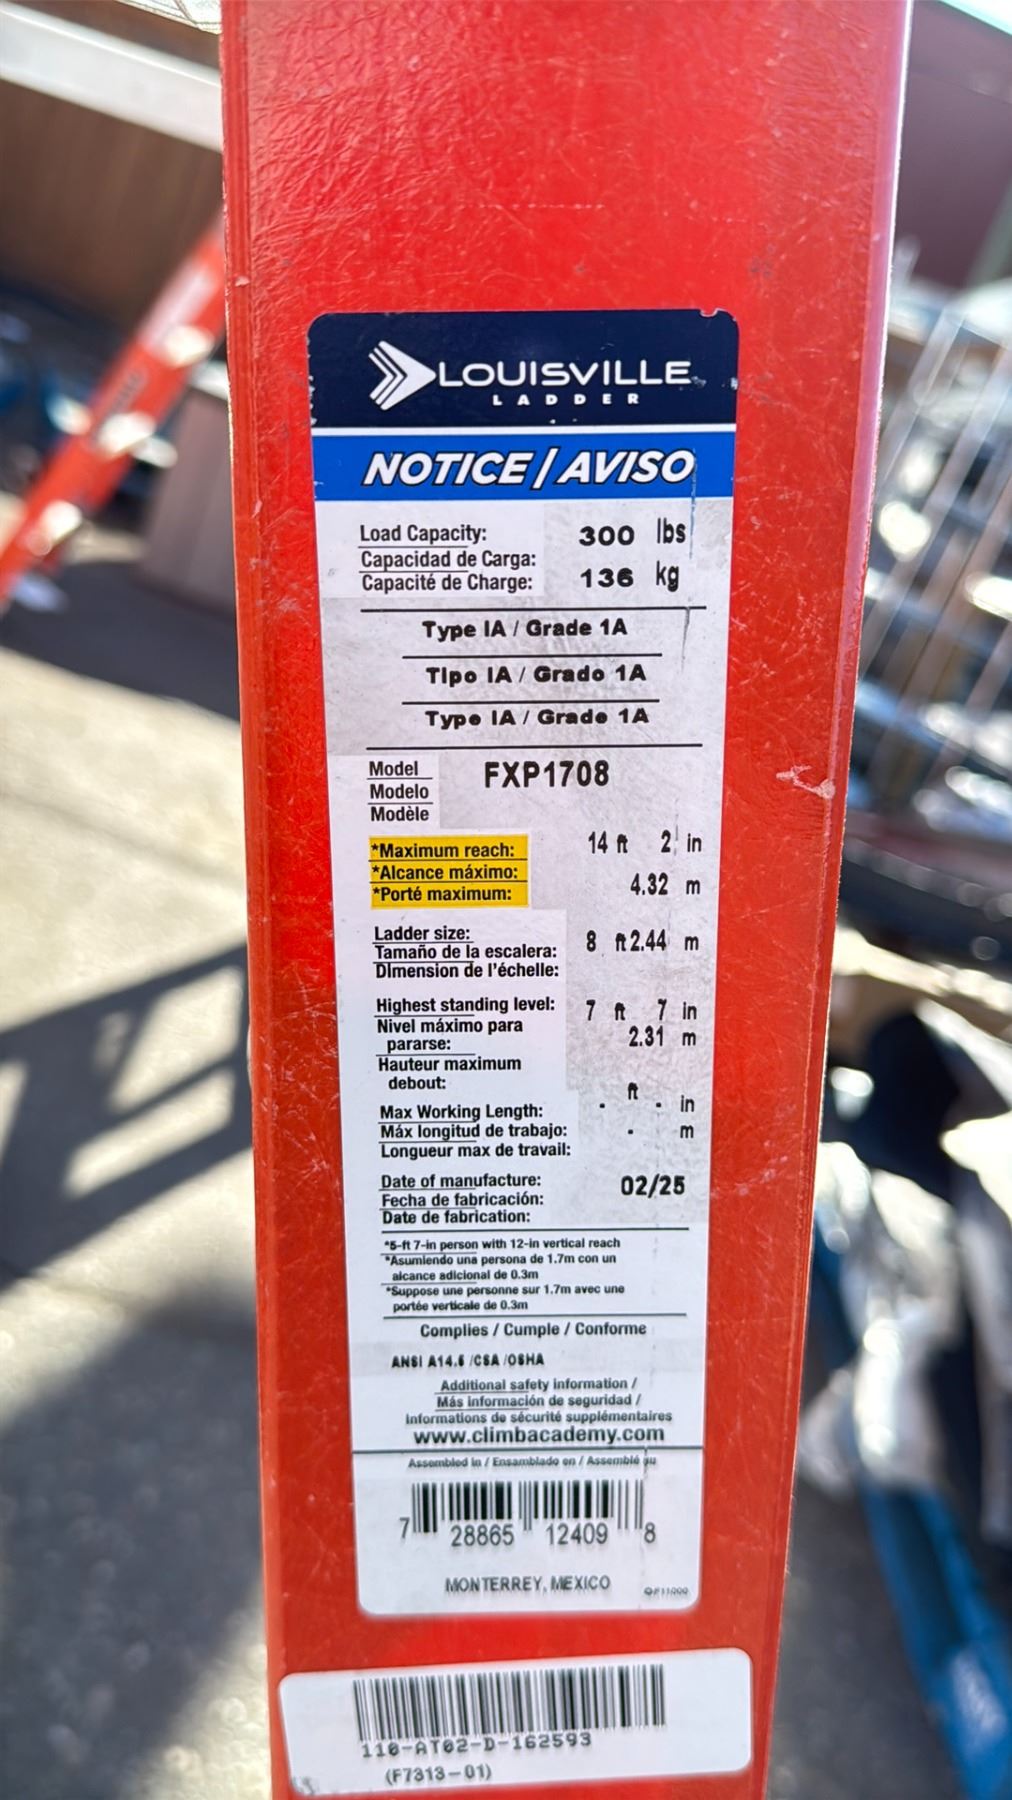 LOUISVILLE
LADDER
NOTICE / AVISO
Load Capacity: 300 lbs
Capacidad de Carga:
Capacité de Charge: 136 kg
Type IA / Grade 1A
Tipo IA / Grado 1A
Type IA / Grade 1A
Model FXP1708
Modelo
Modèle
*Maximum reach: 14 ft 2 in
*Alcance máximo:
*Porté maximum: 4.32 m
Ladder size: 8 ft 2.44 m
Tamaño de la escalera:
Dimension de l'échelle:
Highest standing level: 7 ft 7 in
Nivel máximo para 2.31 m
pararse:
Hauteur maximum
debout:
Max Working Length: - ft - in
Máx longitud de trabajo: - m
Longueur max de travail:
Date of manufacture: 02/25
Fecha de fabricación:
Date de fabrication:
*5-ft 7-in person with 12-in vertical reach
*Asumiendo una persona de 1.7m con un
alcance adicional de 0.3m
*Suppose une personne sur 1.7m avec une
portée verticale de 0.3m
Complies / Cumple / Conforme
ANSI A14.5 /CSA /OSHA
Additional safety information /
Más información de seguridad /
Informations de sécurité supplémentaires
www.climbacademy.com
Assembled in / Ensamblado en / Assemblé au
7 28865 12409 8
MONTERREY, MEXICO
110-AT02-D-162593
(F7313-01)